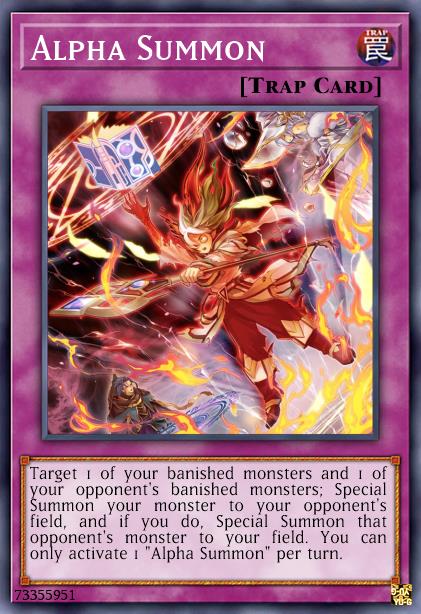 Alpha Summon
TRAP
罠
[Trap Card]
Target 1 of your banished monsters and 1 of
your opponent's banished monsters; Special
Summon your monster to your opponent's
field, and if you do, Special Summon that
opponent's monster to your field. You can
only activate 1 "Alpha Summon" per turn.
73355951